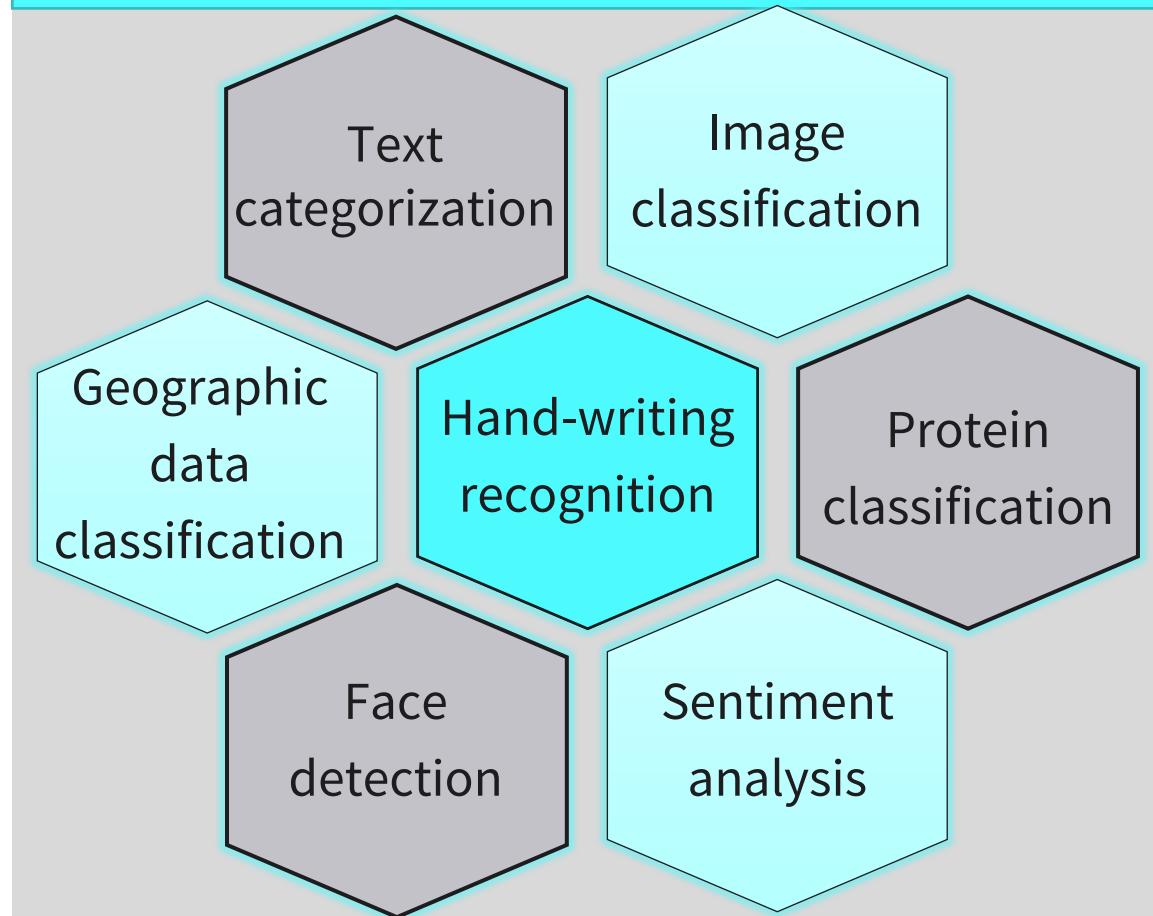 Text
categorization
Image
classification
Geographic
data
classification
Hand-writing
recognition
Protein
classification
Face
detection
Sentiment
analysis